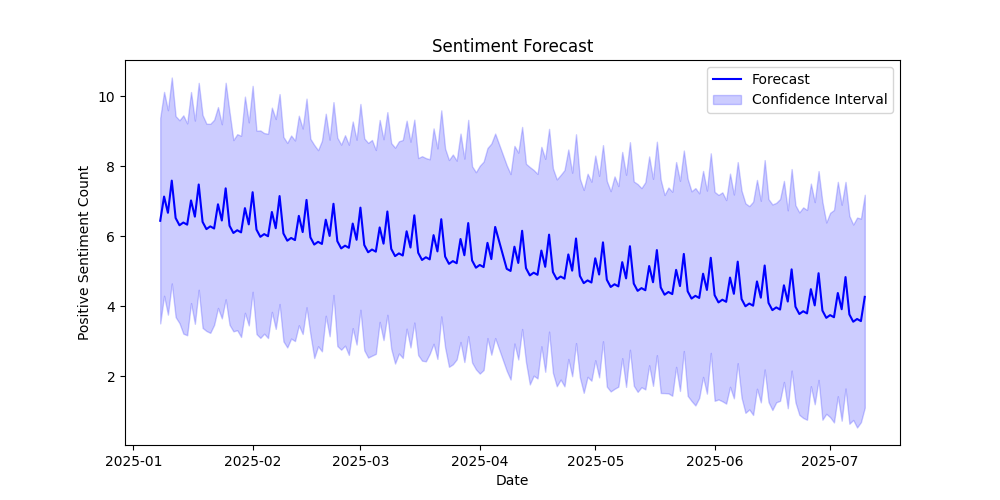 Sentiment Forecast
Forecast
Confidence Interval
Positive Sentiment Count
10
8
6
4
2
2025-01
2025-02
2025-03
2025-04
2025-05
2025-06
2025-07
Date